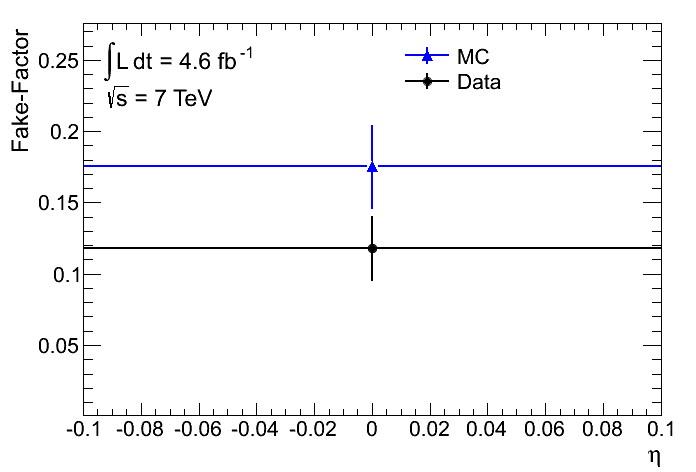 Fake-Factor
∫L dt = 4.6 fb⁻¹
√s = 7 TeV
MC
Data
0.25
0.2
0.15
0.1
0.05
-0.1 -0.08 -0.06 -0.04 -0.02 0 0.02 0.04 0.06 0.08 0.1
η